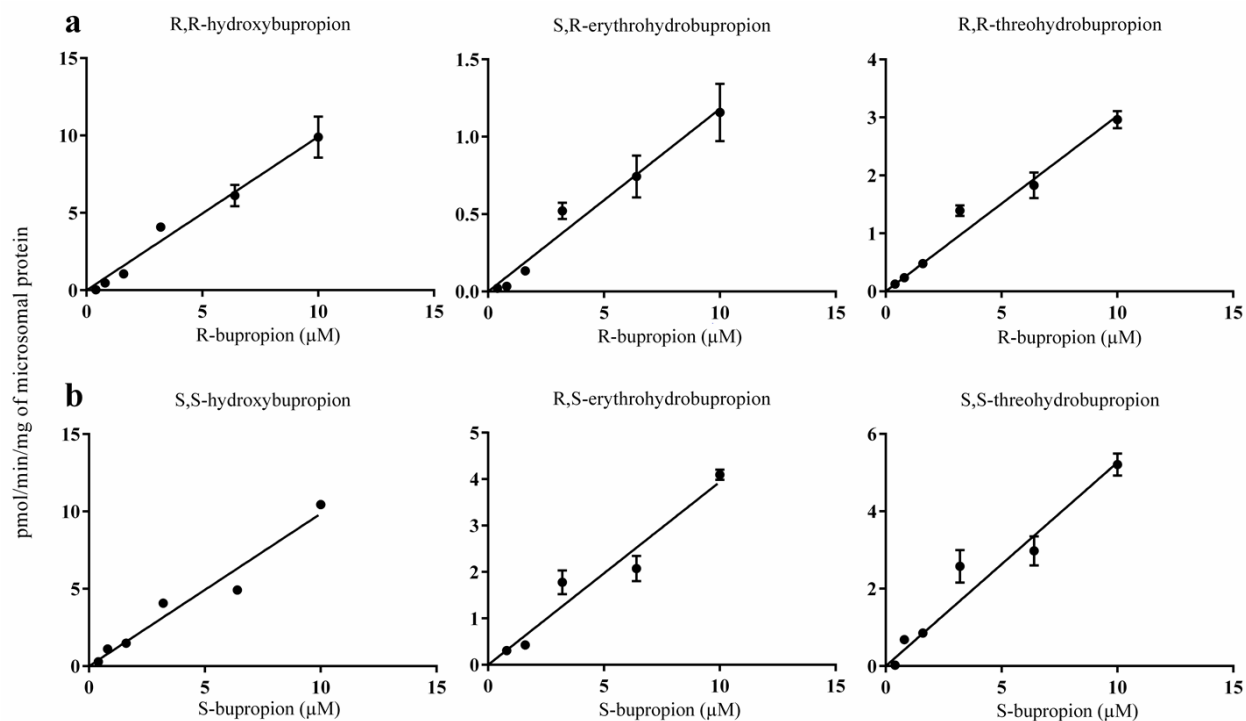 a
R,R-hydroxybupropion
S,R-erythrohydrobupropion
R,R-threohydrobupropion
15
10
5
0
0 5 10 15
R-bupropion (µM)
1.5
1.0
0.5
0.0
0 5 10 15
R-bupropion (µM)
4
3
2
1
0
0 5 10 15
R-bupropion (µM)
pmol/min/mg of microsomal protein
b
S,S-hydroxybupropion
R,S-erythrohydrobupropion
S,S-threohydrobupropion
15
10
5
0
0 5 10 15
S-bupropion (µM)
5
4
3
2
1
0
0 5 10 15
S-bupropion (µM)
6
4
2
0
0 5 10 15
S-bupropion (µM)